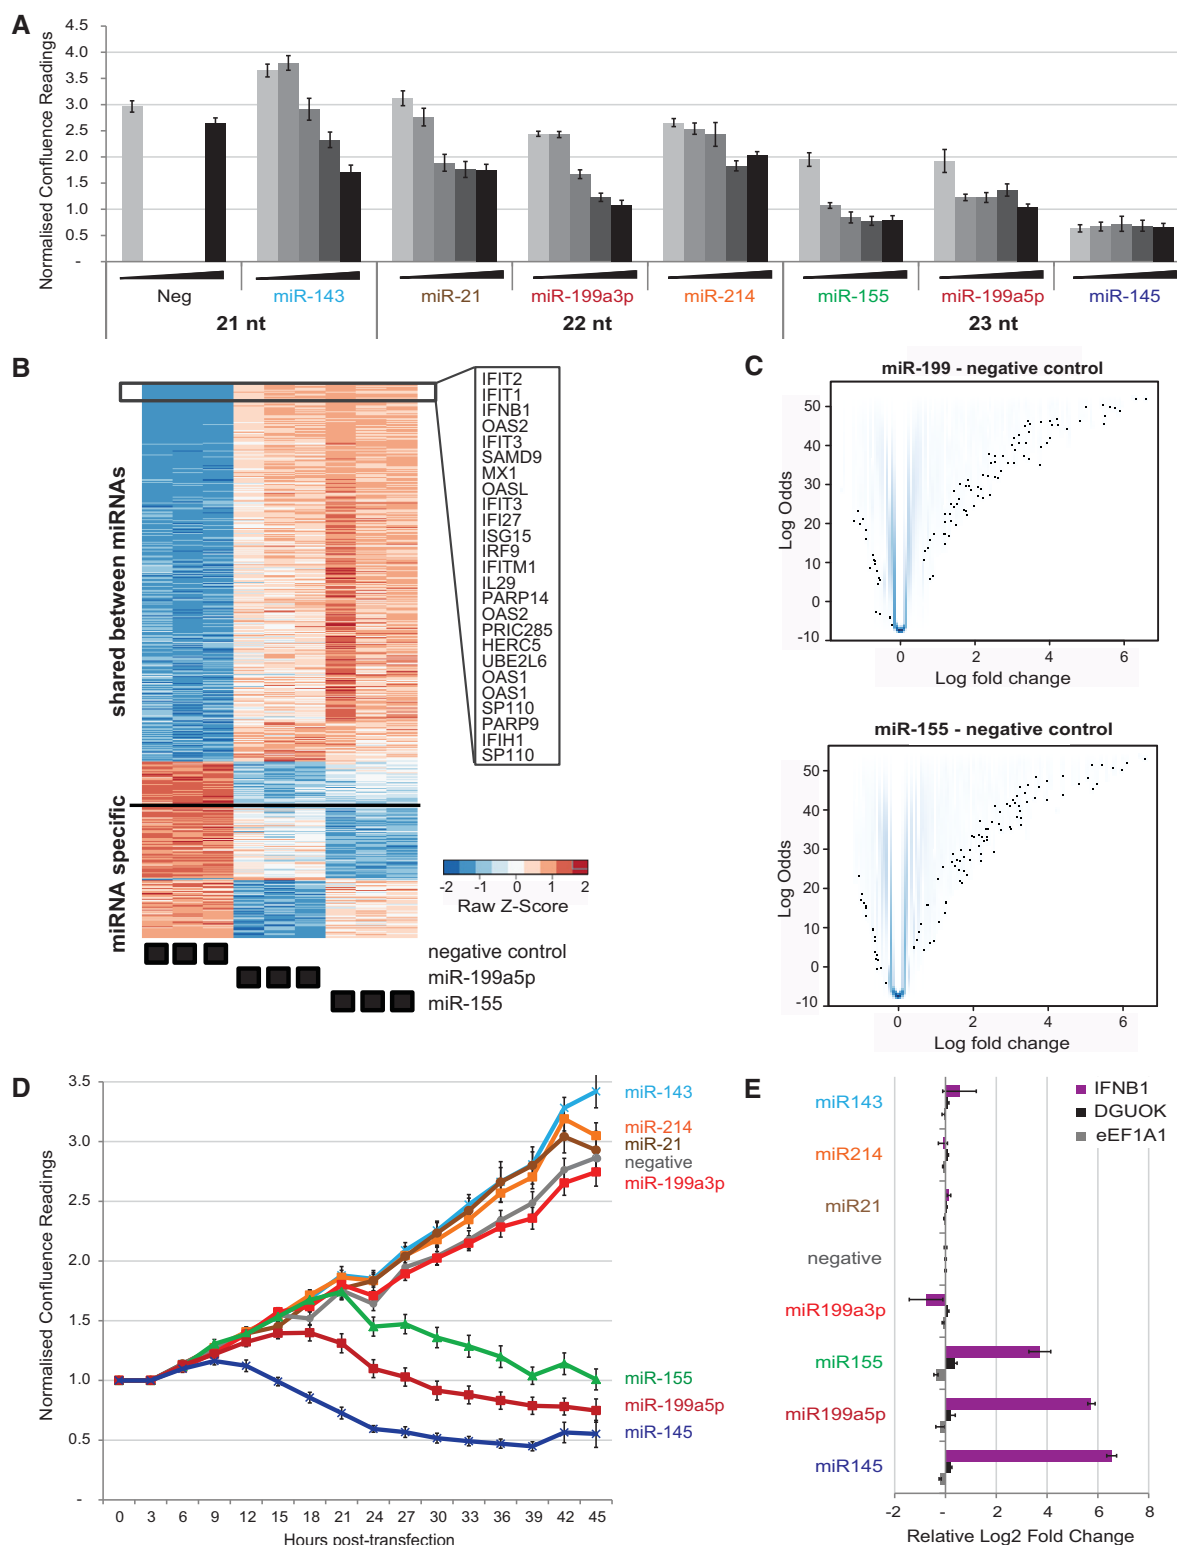 A
Normalised Confluence Readings
4.5
4.0
3.5
3.0
2.5
2.0
1.5
1.0
0.5
-
Neg
miR-143
miR-21
miR-199a3p
miR-214
miR-155
miR-199a5p
miR-145
21 nt
22 nt
23 nt
B
shared between miRNAs
miRNA specific
IFIT2
IFIT1
IFNB1
OAS2
IFIT3
SAMD9
MX1
OASL
IFIT3
IFI27
ISG15
IRF9
IFITM1
IL29
PARP14
OAS2
PRIC285
HERC5
UBE2L6
OAS1
OAS1
SP110
PARP9
IFIH1
SP110
-2 -1 0 1 2
Raw Z-Score
negative control
miR-199a5p
miR-155
C
miR-199 - negative control
Log Odds
50
40
30
20
10
0
-10
0 2 4 6
Log fold change
miR-155 - negative control
Log Odds
50
40
30
20
10
0
-10
0 2 4 6
Log fold change
D
Normalised Confluence Readings
3.5
3.0
2.5
2.0
1.5
1.0
0.5
-
0 3 6 9 12 15 18 21 24 27 30 33 36 39 42 45
Hours post-transfection
miR-143
miR-214
miR-21
negative
miR-199a3p
miR-155
miR-199a5p
miR-145
E
IFNB1
DGUOK
eEF1A1
miR143
miR214
miR21
negative
miR199a3p
miR155
miR199a5p
miR145
-2 - 2 4 6 8
Relative Log2 Fold Change